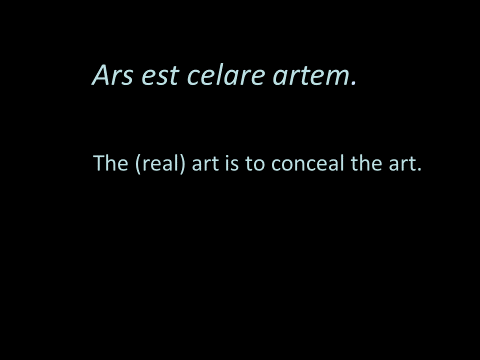 Ars est celare artem.
The (real) art is to conceal the art.